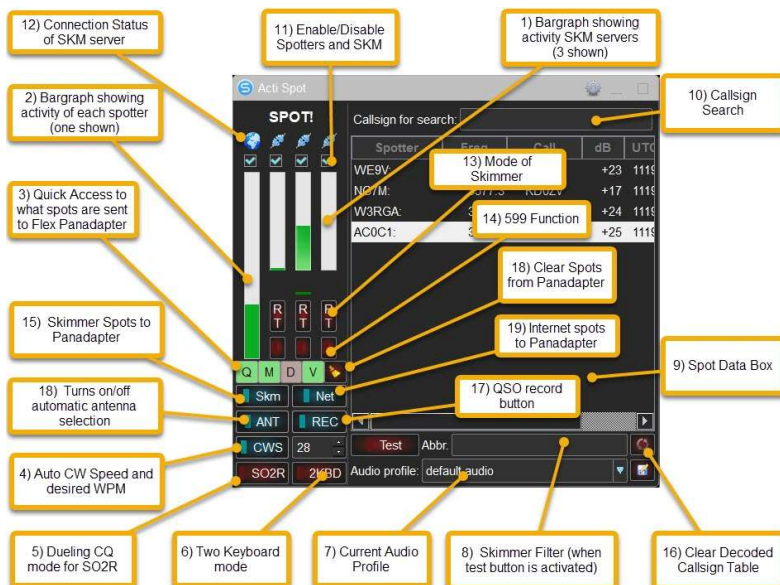 12) Connection Status
of SKM server
11) Enable/Disable
Spotters and SKM
1) Bargraph showing
activity SKM servers
(3 shown)
2) Bargraph showing
activity of each spotter
(one shown)
10) Callsign
Search
3) Quick Access to
what spots are sent
to Flex Panadapter
13) Mode of
Skimmer
14) 599 Function
18) Clear Spots
from Panadapter
15) Skimmer Spots to
Panadapter
19) Internet spots
to Panadapter
9) Spot Data Box
18) Turns on/off
automatic antenna
selection
17) QSO record
button
4) Auto CW Speed and
desired WPM
5) Dueling CQ
mode for SO2R
6) Two Keyboard
mode
7) Current Audio
Profile
8) Skimmer Filter (when
test button is activated)
16) Clear Decoded
Callsign Table
Acti Spot
SPOT!
Callsign for search:
Spotter Freq Call dB UTC
WE9V: +23 1119
+17 1119
W3RGA: +24 1119
AC0C1: +25 1119
R R R
T T T
Q M D V
Skm Net
ANT REC
CWS 28
SO2R 2KBD
Test Abbr.
Audio profile: default audio